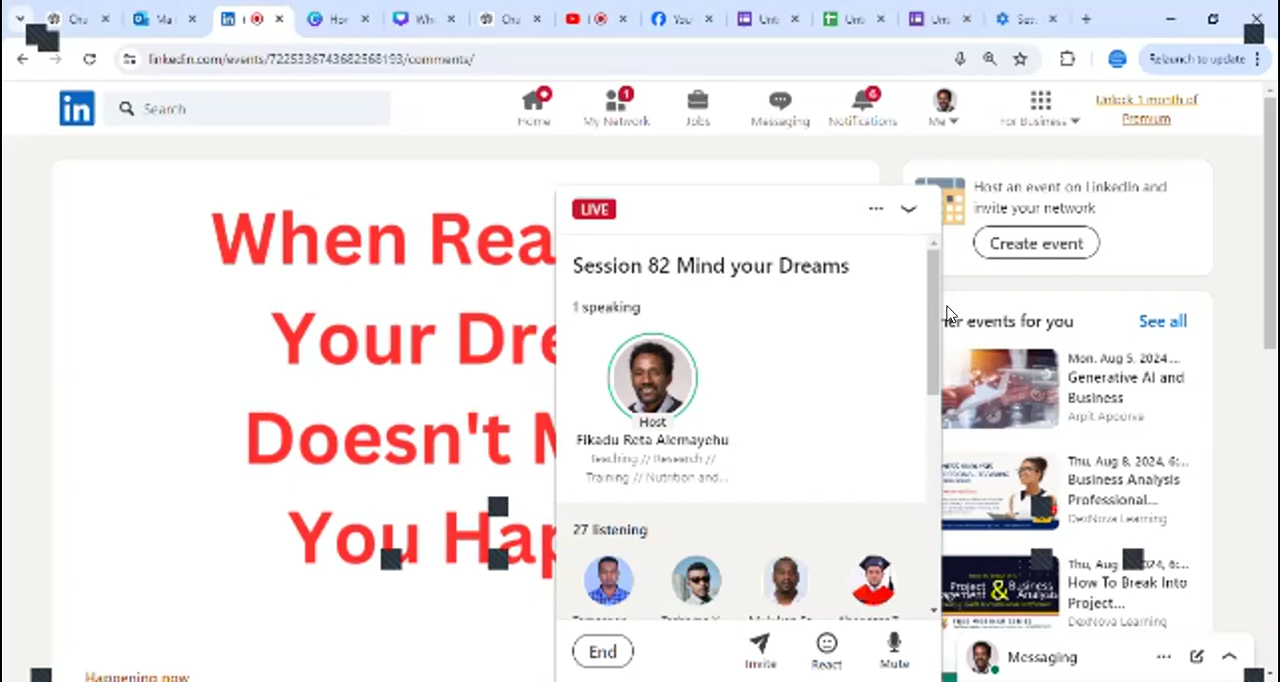 linkedin.com/events/7225336743682568193/comments/
Relaunch to update
in
Search
Home
My Network
1
Jobs
Messaging
Notifications
6
Me
For Business
Unlock 1 month of
Premium
When Rea
Your Dre
Doesn't M
You Hap
Happening now
LIVE
Session 82 Mind your Dreams
1 speaking
Host
Fikadu Reta Alemayehu
Teaching // Research //
Training // Nutrition and...
27 listening
End
Invite
React
Mute
Host an event on LinkedIn and
invite your network
Create event
er events for you
See all
Mon, Aug 5, 2024,...
Generative AI and
Business
Arpit Apoorva
Thu, Aug 8, 2024, 6:...
Business Analysis
Professional...
DexNova Learning
Thu, Aug 24, 6:...
How To Break Into
Project...
DexNova Learning
Messaging